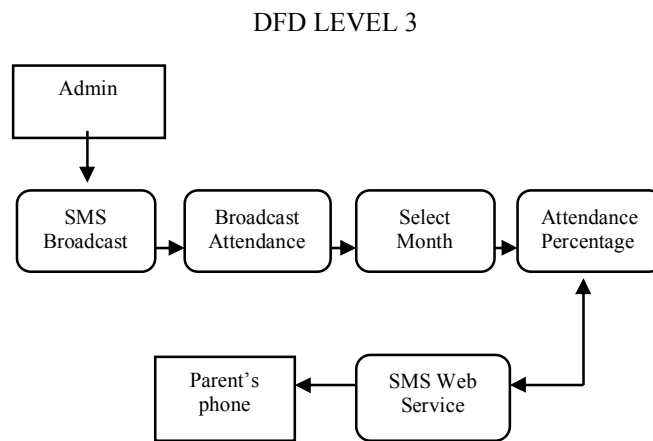 DFD LEVEL 3
Admin
SMS
Broadcast
Broadcast
Attendance
Select
Month
Attendance
Percentage
Parent's
phone
SMS Web
Service